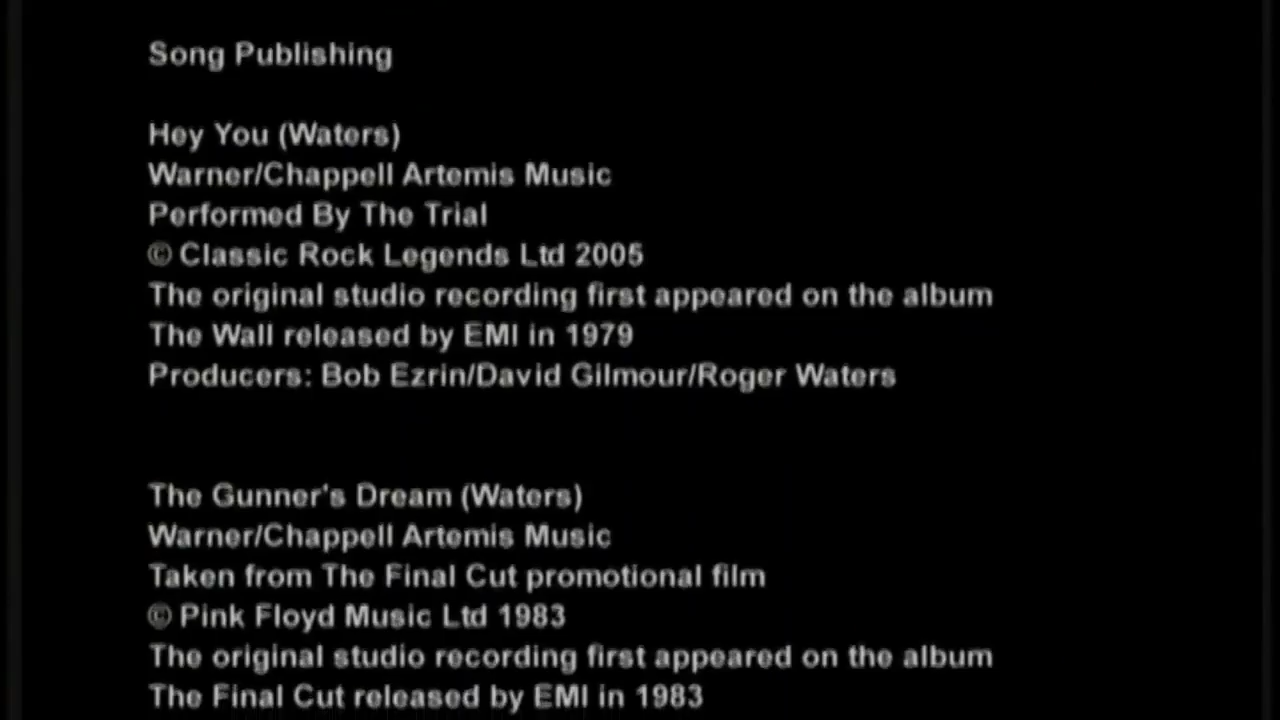 Song Publishing
Hey You (Waters)
Warner/Chappell Artemis Music
Performed By The Trial
© Classic Rock Legends Ltd 2005
The original studio recording first appeared on the album
The Wall released by EMI in 1979
Producers: Bob Ezrin/David Gilmour/Roger Waters
The Gunner's Dream (Waters)
Warner/Chappell Artemis Music
Taken from The Final Cut promotional film
© Pink Floyd Music Ltd 1983
The original studio recording first appeared on the album
The Final Cut released by EMI in 1983